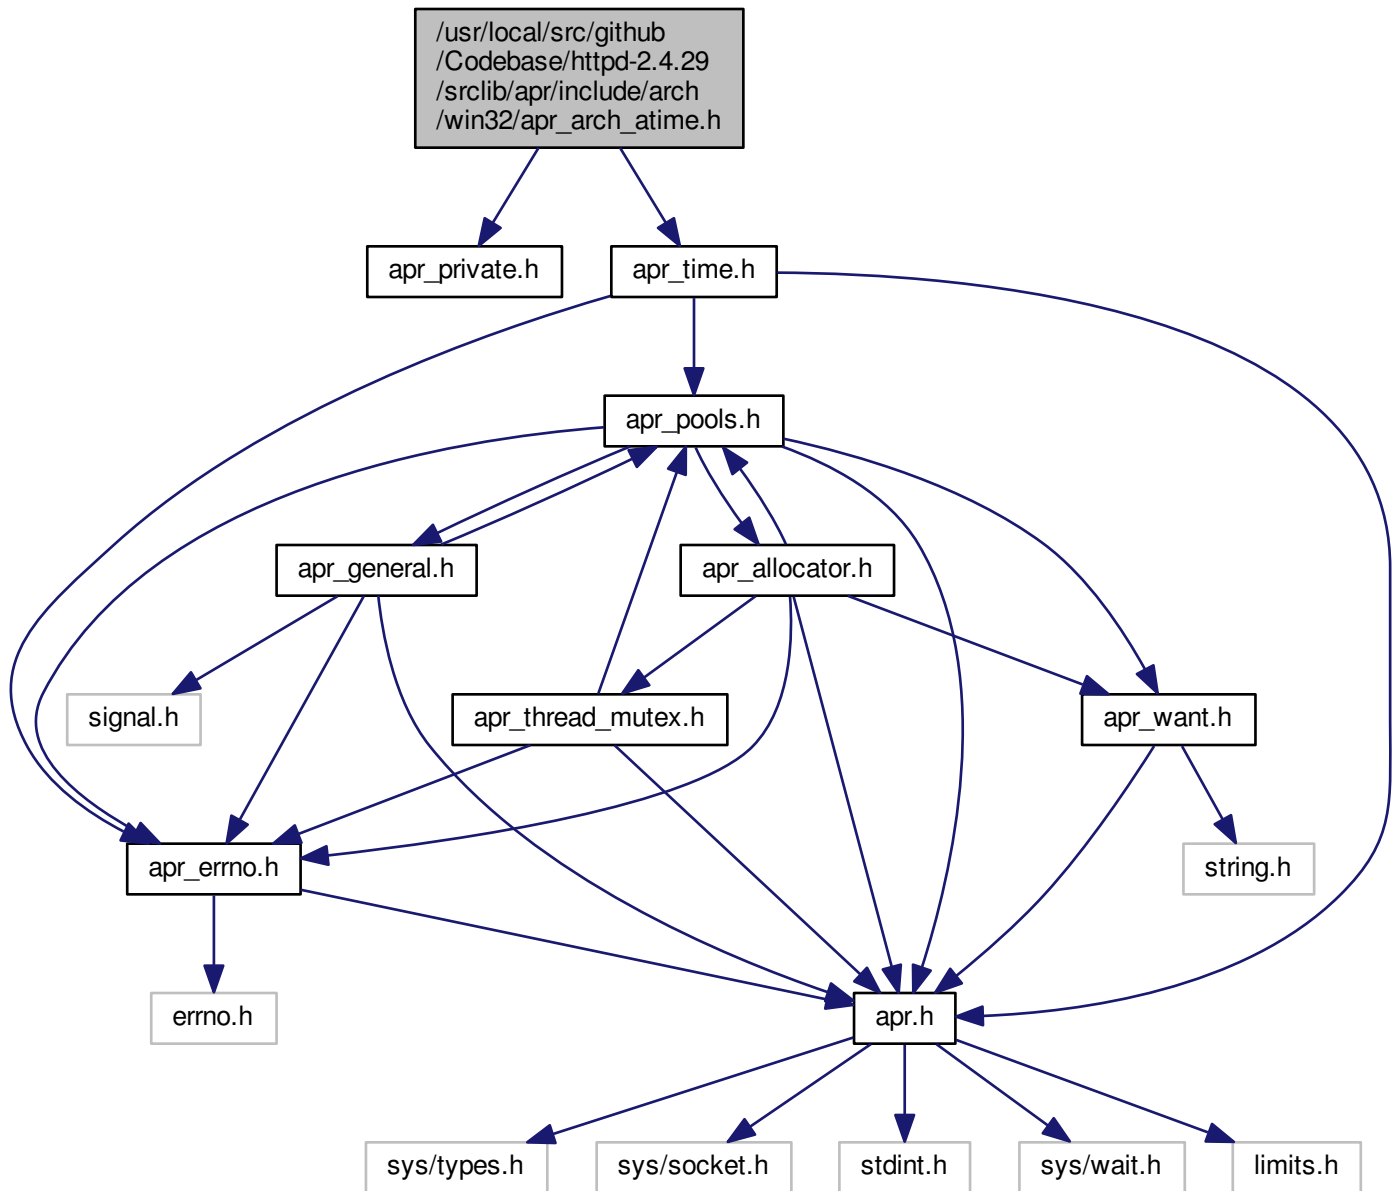 /usr/local/src/github
/Codebase/httpd-2.4.29
/srclib/apr/include/arch
/win32/apr_arch_atime.h
apr_private.h
apr_time.h
apr_pools.h
apr_general.h
apr_allocator.h
signal.h
apr_thread_mutex.h
apr_want.h
apr_errno.h
string.h
errno.h
apr.h
sys/types.h
sys/socket.h
stdint.h
sys/wait.h
limits.h